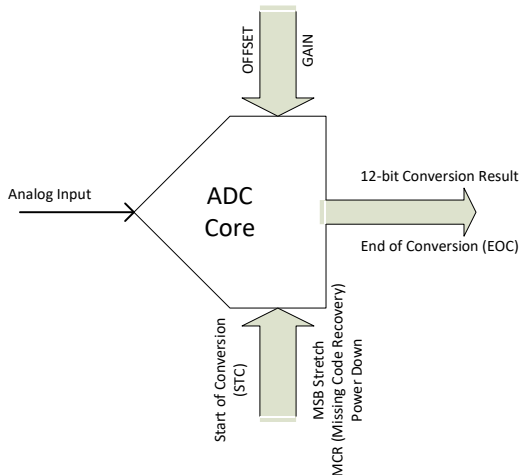 OFFSET
GAIN
Analog Input
ADC
Core
12-bit Conversion Result
End of Conversion (EOC)
Start of Conversion
(STC)
MSB Stretch
MCR (Missing Code Recovery)
Power Down